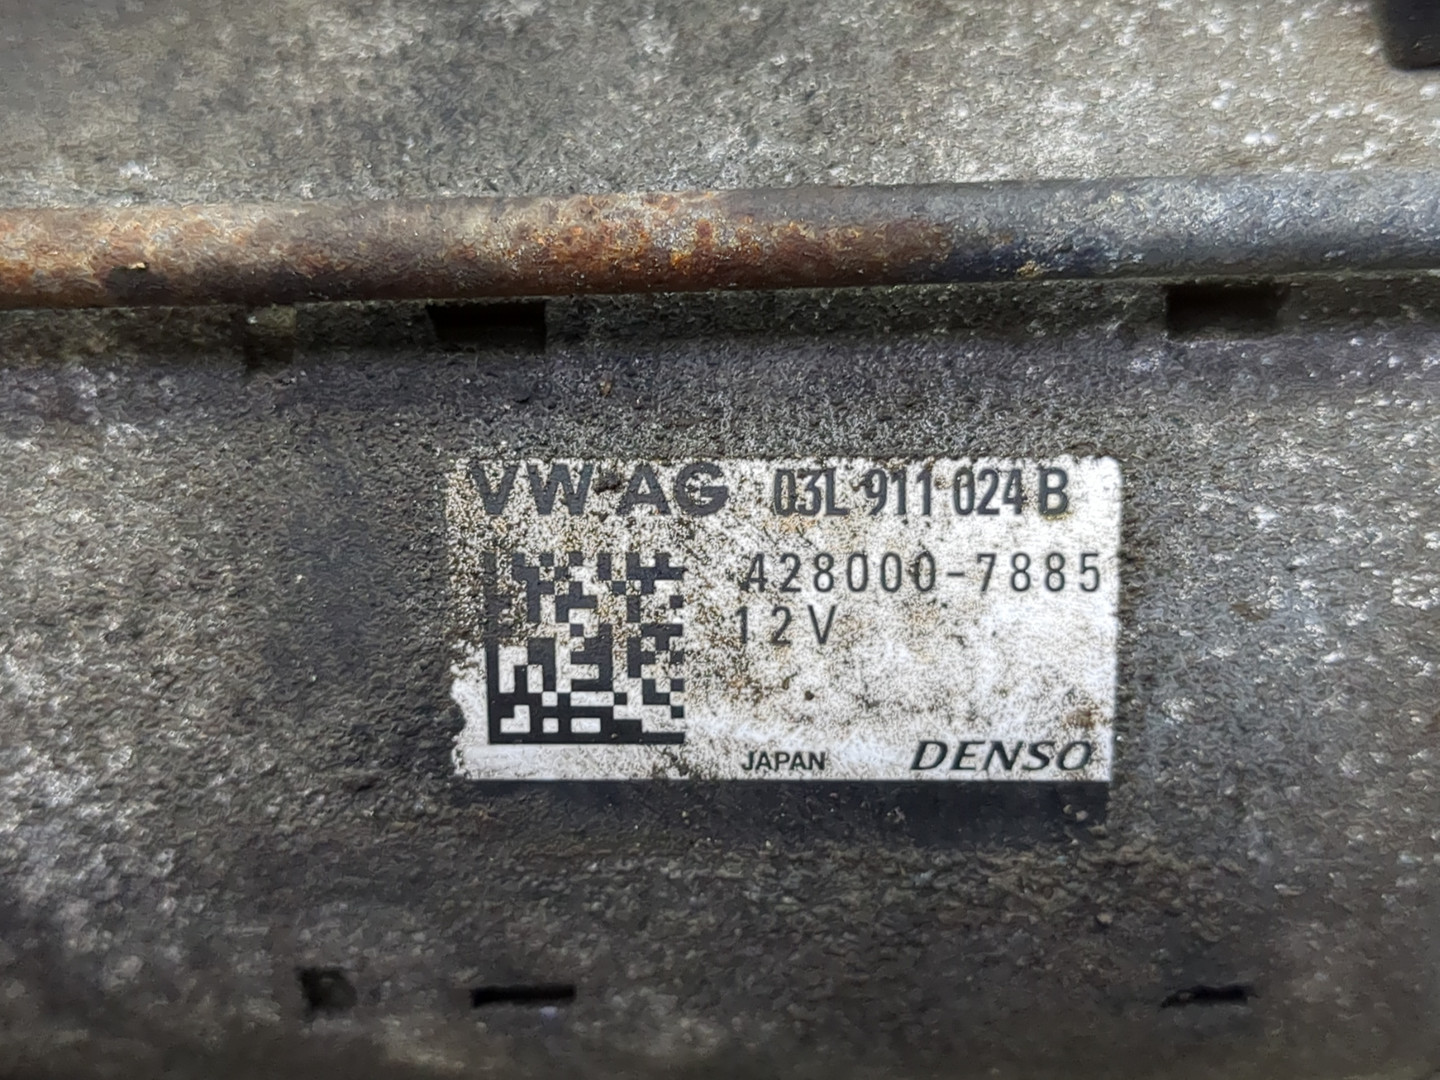 VW AG 03L 911 024 B
428000-7885
12V
JAPAN DENSO